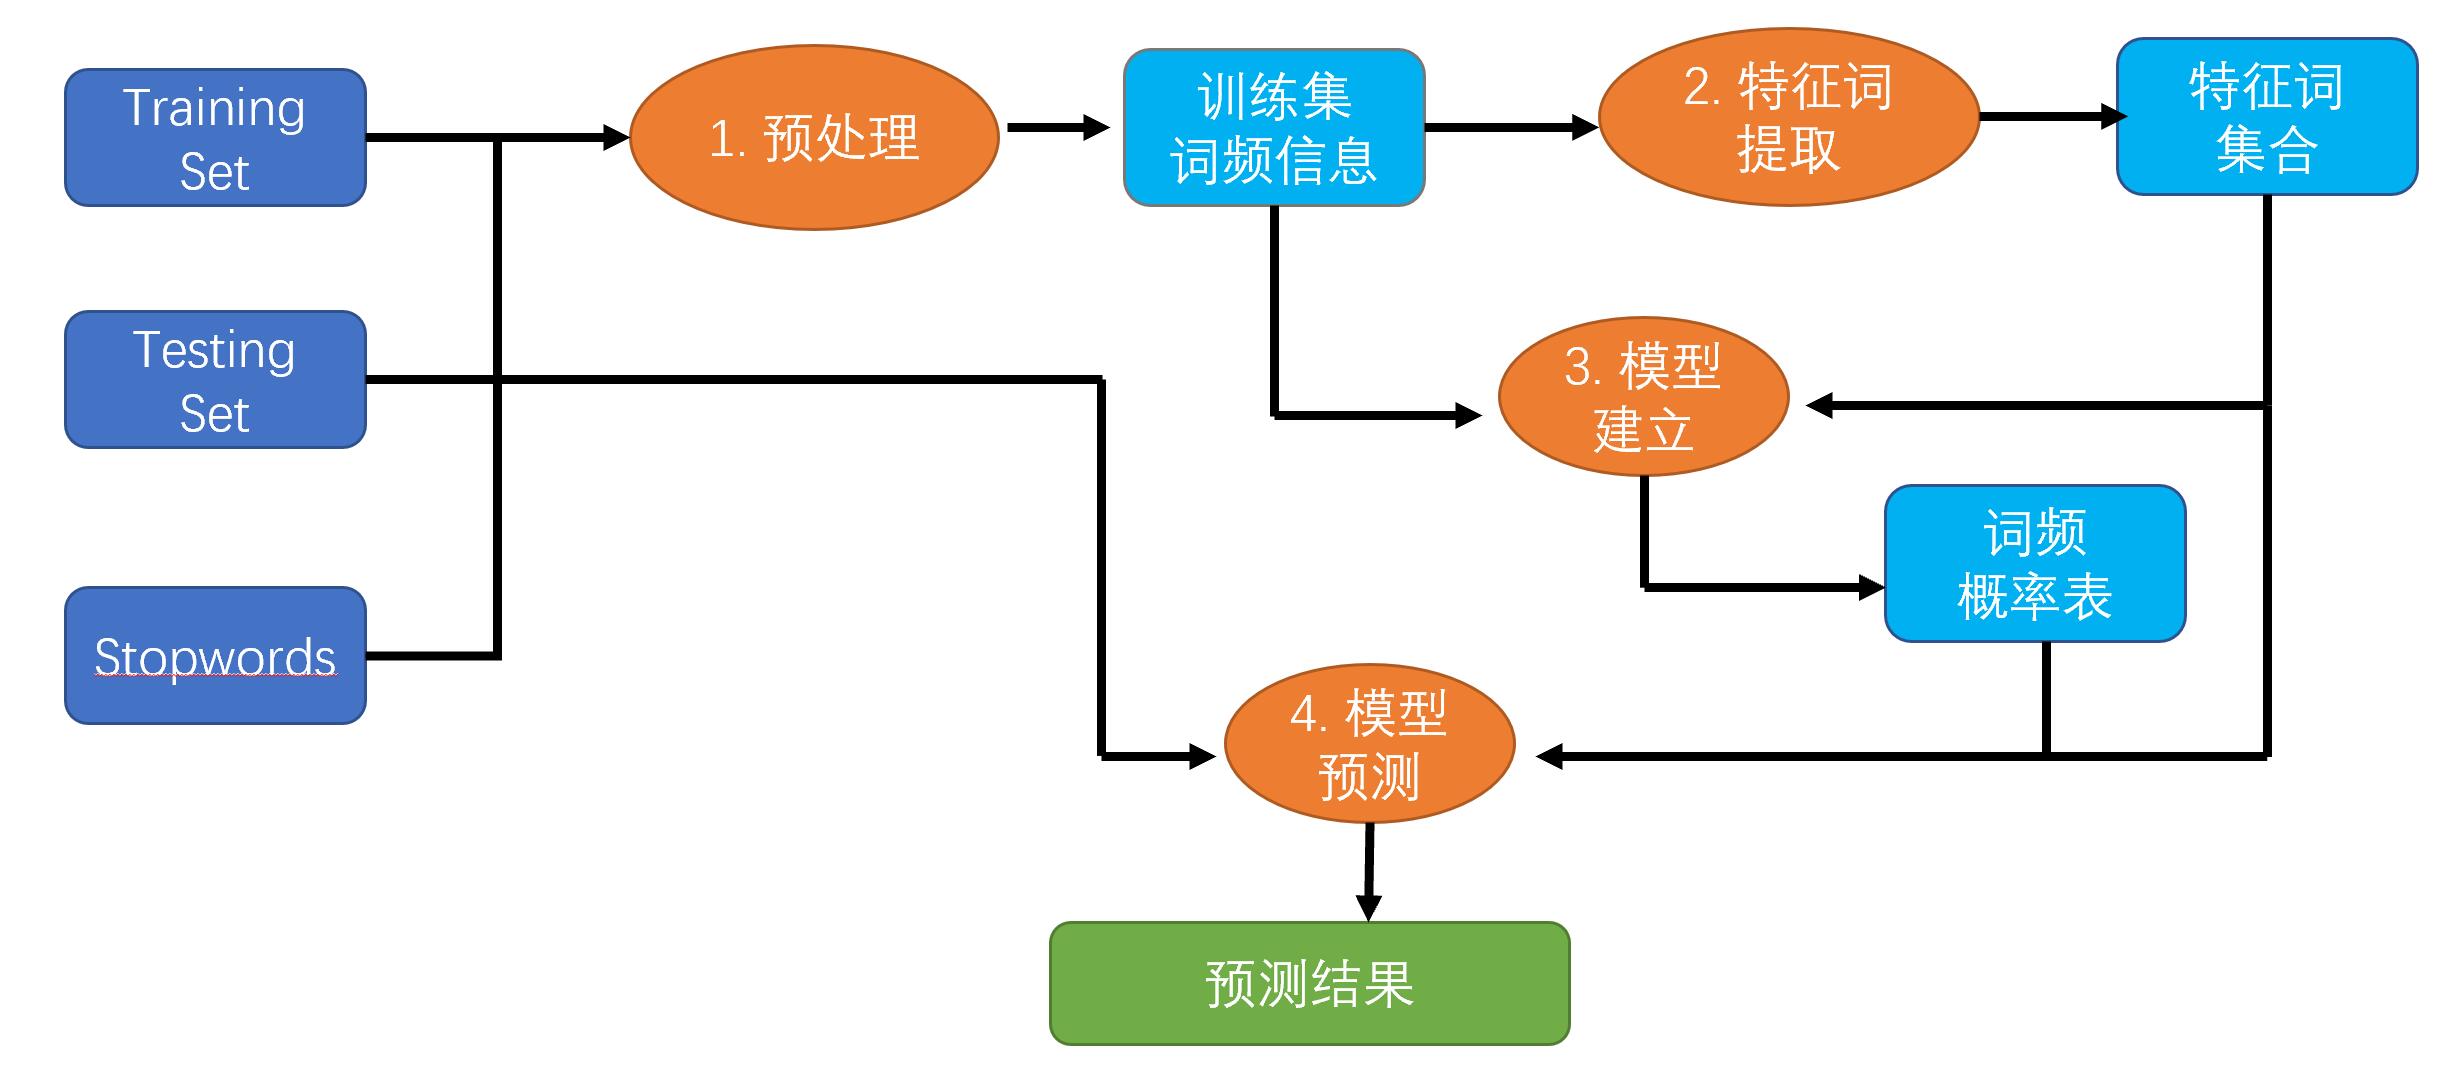 Training
Set
1. 预处理
训练集
词频信息
2. 特征词
提取
特征词
集合
Testing
Set
3. 模型
建立
词频
概率表
Stopwords
4. 模型
预测
预测结果